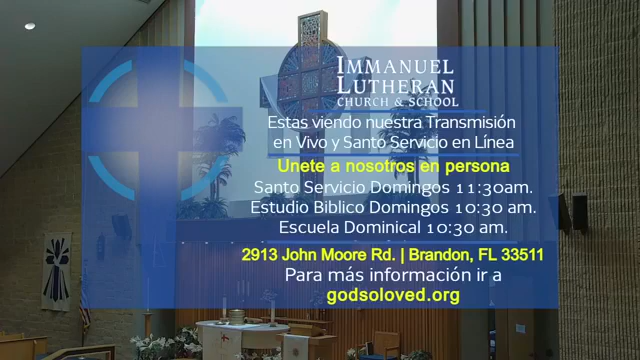 IMMANUEL
LUTHERAN
CHURCH & SCHOOL
Estas viendo nuestra Transmisión
en Vivo y Santo Servicio en Línea
Unete a nosotros en persona
Santo Servicio Domingos 11:30am.
Estudio Biblico Domingos 10:30 am.
Escuela Dominical 10:30 am.
2913 John Moore Rd. | Brandon, FL 33511
Para más información ir a
godsoloved.org